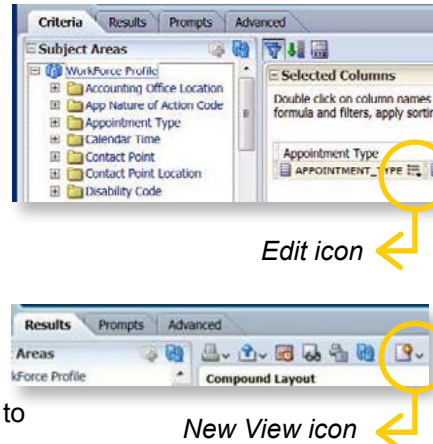 Criteria Results Prompts Advanced
Subject Areas
Selected Columns
WorkForce Profile
Accounting Office Location
App Nature of Action Code
Appointment Type
Calendar Time
Contact Point
Contact Point Location
Disability Code
Double click on column names
formula and filters, apply sortin
Appointment Type
APPOINTMENT_TYPE
Edit icon
Results Prompts Advanced
Areas
kForce Profile
Compound Layout
to
New View icon